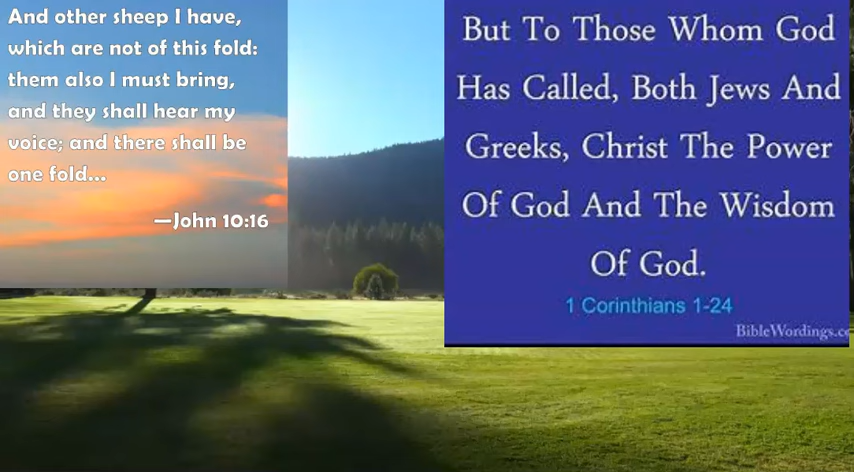 And other sheep I have,
which are not of this fold:
them also I must bring,
and they shall hear my
voice; and there shall be
one fold...
—John 10:16
But To Those Whom God
Has Called, Both Jews And
Greeks, Christ The Power
Of God And The Wisdom
Of God.
1 Corinthians 1-24
BibleWordings.c